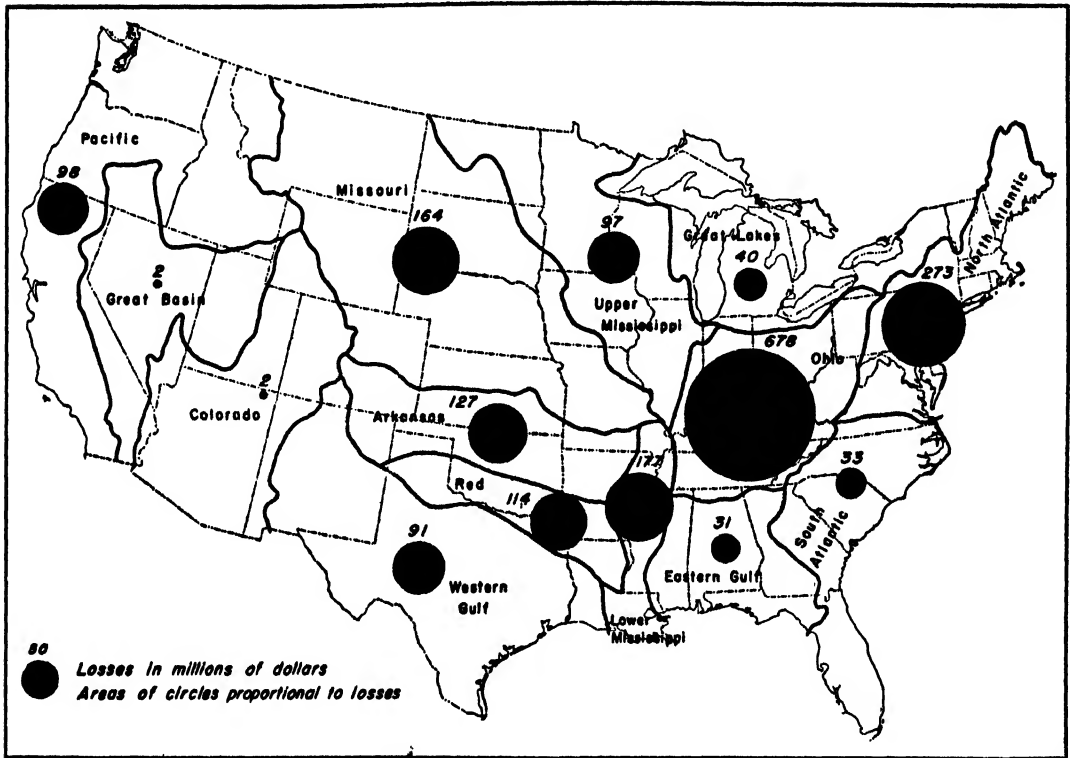 Pacific
98
Missouri
164
97
Great Lakes
40
North Atlantic
273
2
Great Basin
Upper
Mississippi
678
Ohio
2
Colorado
127
Arkansas
Red
114
177
33
South
Atlantic
31
Eastern Gulf
91
Western
Gulf
Lower
Mississippi
80
Losses in millions of dollars
Areas of circles proportional to losses